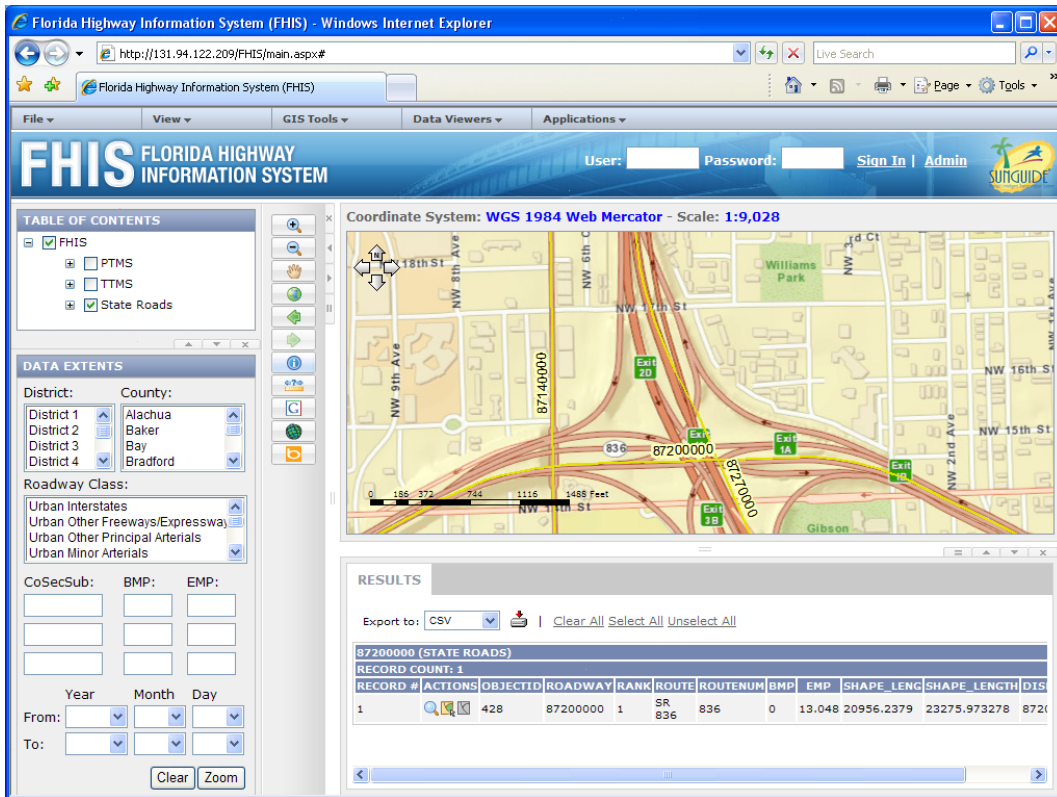 Florida Highway Information System (FHIS) - Windows Internet Explorer
http://131.94.122.209/FHIS/main.aspx#
Live Search
Florida Highway Information System (FHIS)
Page
Tools
File View GIS Tools Data Viewers Applications
FHIS FLORIDA HIGHWAY
INFORMATION SYSTEM
User: Password: Sign In | Admin
SUNGUIDE
TABLE OF CONTENTS
FHIS
PTMS
TTMS
State Roads
DATA EXTENTS
District: County:
District 1 Alachua
District 2 Baker
District 3 Bay
District 4 Bradford
Roadway Class:
Urban Interstates
Urban Other Freeways/Expressway
Urban Other Principal Arterials
Urban Minor Arterials
CoSecSub: BMP: EMP:
Year Month Day
From:
To:
Clear Zoom
G
Coordinate System: WGS 1984 Web Mercator - Scale: 1:9,028
N
18th St
NW 8th Ave
NW 6th C
rd Ct
NW
Williams
Park
NW 17th St
NW 1st Ave
NW 9th Ave
87140000
Exit
2D
NW 16th St
NW 15th St
NW 2nd Ave
836
87200000
Exit
Exit
1A
Exit
1B
87270000
0 186 372 744 1116 1488 Feet
Exit
3B
Gibson
RESULTS
Export to: CSV | Clear All Select All Unselect All
87200000 (STATE ROADS)
RECORD COUNT: 1
RECORD # ACTIONS OBJECTID ROADWAY RANK ROUTE ROUTENUM BMP EMP SHAPE_LENG SHAPE_LENGTH DIS
1 428 87200000 1 SR 836 836 0 13.048 20956.2379 23275.973278 872